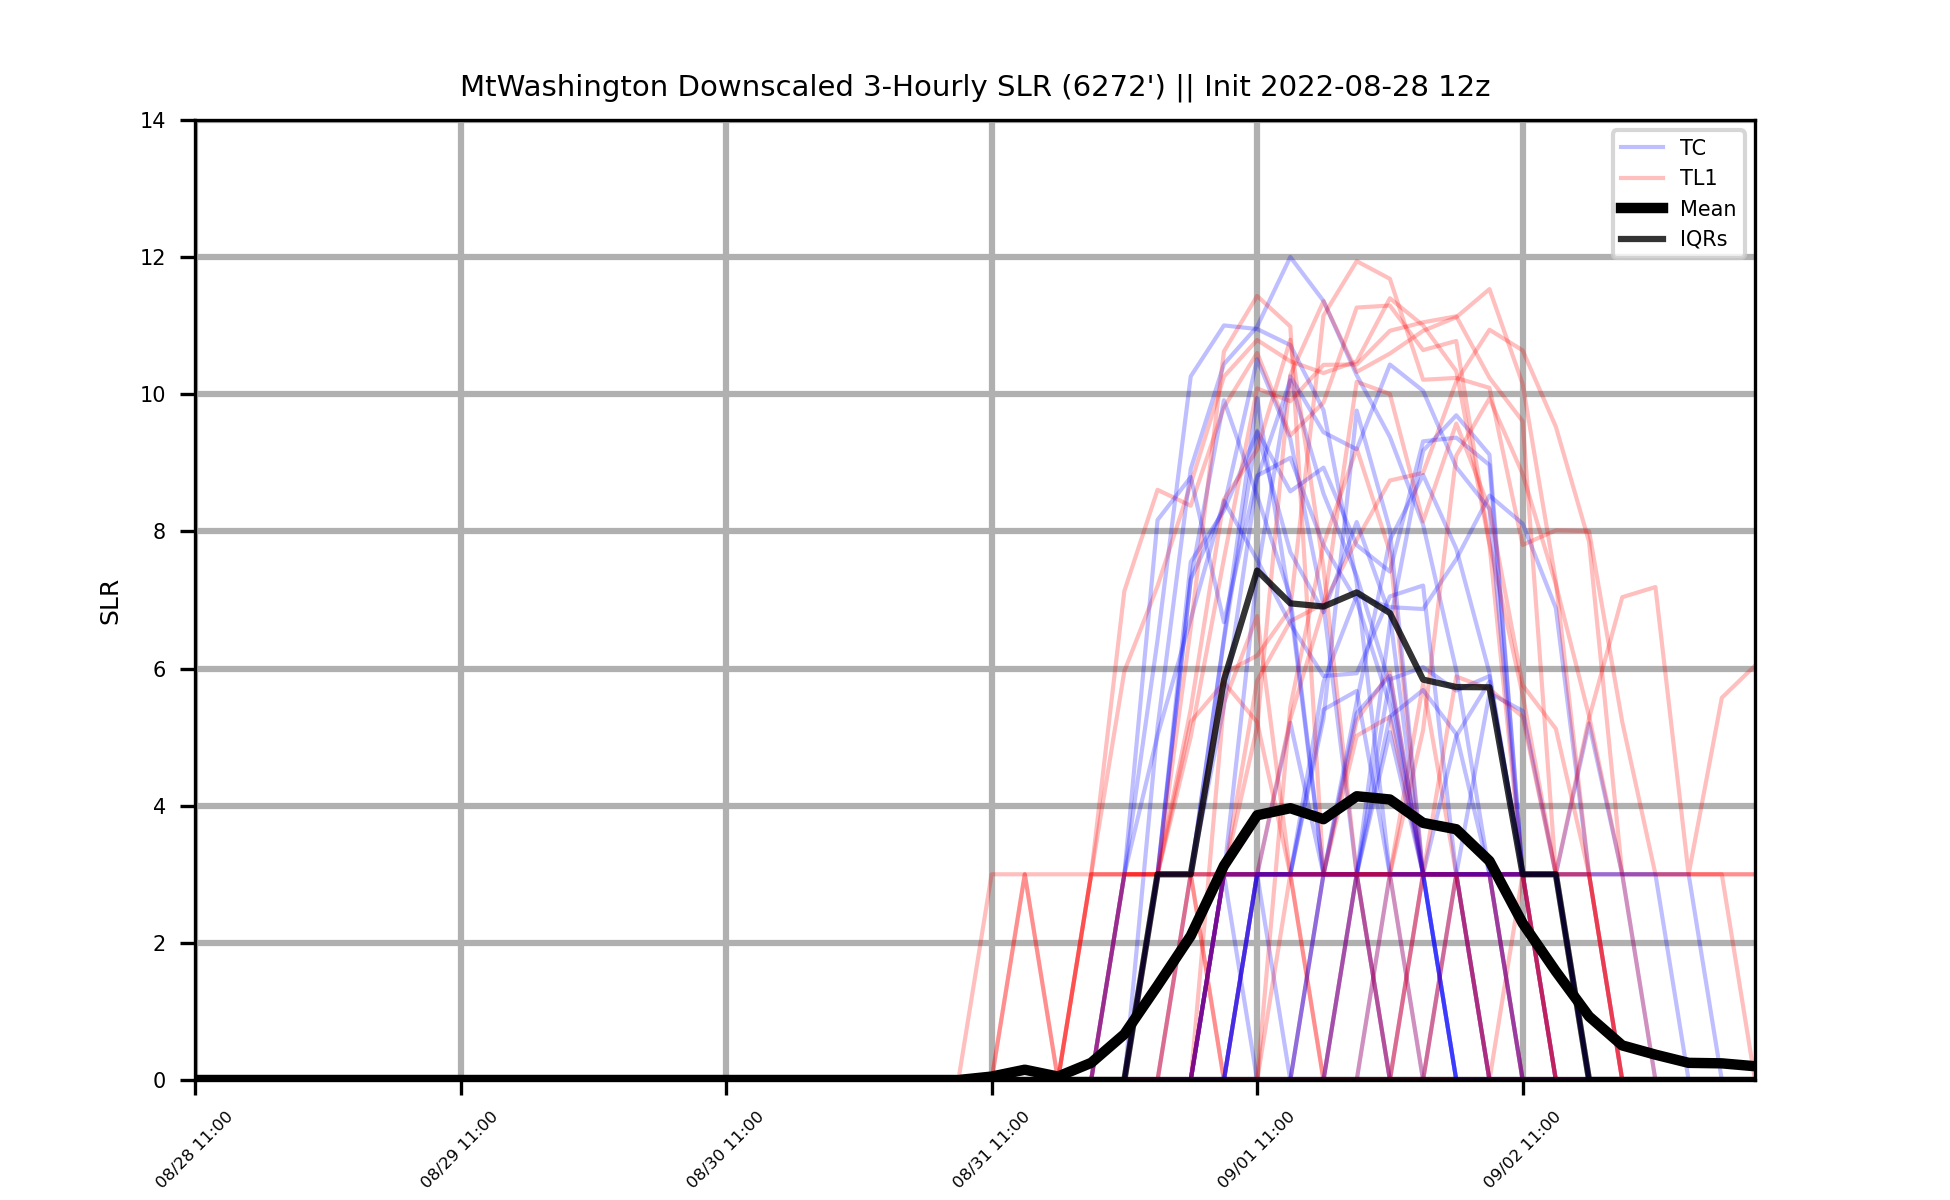 MtWashington Downscaled 3-Hourly SLR (6272') || Init 2022-08-28 12z
14
12
10
8
6
4
2
0
SLR
TC
TL1
Mean
IQRs
08/28 11:00
08/29 11:00
08/30 11:00
08/31 11:00
09/01 11:00
09/02 11:00